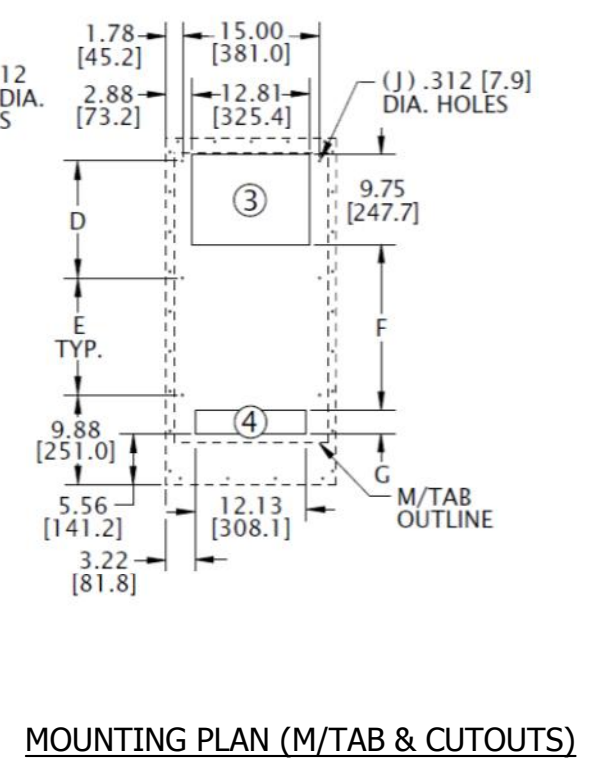 1.78
[45.2]
15.00
[381.0]
12
DIA.
S
2.88
[73.2]
12.81
[325.4]
(J) .312 [7.9]
DIA. HOLES
3
9.75
[247.7]
D
E
TYP.
F
4
9.88
[251.0]
G
5.56
[141.2]
12.13
[308.1]
M/TAB
OUTLINE
3.22
[81.8]
MOUNTING PLAN (M/TAB & CUTOUTS)